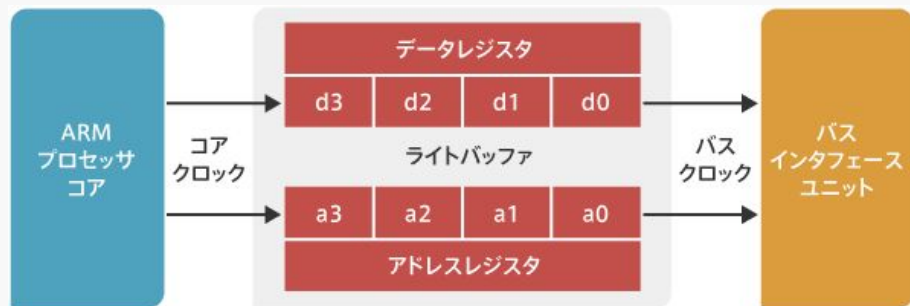 データレジスタ
d3 d2 d1 d0
ARM
プロセッサ
コア
コア
クロック
ライトバッファ
バス
クロック
バス
インタフェース
ユニット
a3 a2 a1 a0
アドレスレジスタ